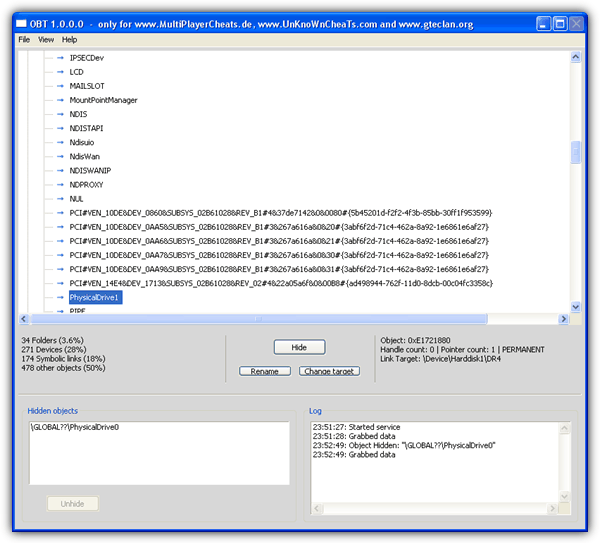 OBT 1.0.0.0 - only for www.MultiPlayerCheats.de, www.UnKnoWnCheaTs.com and www.gteclan.org
File View Help
IPSECDev
LCD
MAILSLOT
MountPointManager
NDIS
NDISTAPI
Ndisuio
NdisWan
NDISWANIP
NDPROXY
NUL
PCI#VEN_10DE&DEV_0860&SUBSYS_02B61028&REV_B1#4&37de7142&0&0080#{5b45201d-f2f2-4f3b-85bb-30ff1f953599}
PCI#VEN_10DE&DEV_0AA5&SUBSYS_02B61028&REV_B1#3&267a616a&0&20#{3abf6f2d-71c4-462a-8a92-1e6861e6af27}
PCI#VEN_10DE&DEV_0AA6&SUBSYS_02B61028&REV_B1#3&267a616a&0&21#{3abf6f2d-71c4-462a-8a92-1e6861e6af27}
PCI#VEN_10DE&DEV_0AA8&SUBSYS_02B61028&REV_B1#3&267a616a&0&30#{3abf6f2d-71c4-462a-8a92-1e6861e6af27}
PCI#VEN_10DE&DEV_0AA9&SUBSYS_02B61028&REV_B1#3&267a616a&0&31#{3abf6f2d-71c4-462a-8a92-1e6861e6af27}
PCI#VEN_14E4&DEV_1713&SUBSYS_02B61028&REV_02#4&22a05a6f&0&00B8#{ad498944-762f-11d0-8dcb-00c04fc3358c}
PhysicalDrive1
PIPE
34 Folders (3.6%)
271 Devices (28%)
174 Symbolic links (18%)
478 other objects (50%)
Hide
Rename Change target
Object: 0xE1721880
Handle count: 0 | Pointer count: 1 | PERMANENT
Link Target: \Device\Harddisk1\DR4
Hidden objects
\GLOBAL??\PhysicalDrive0
Unhide
Log
23:51:27: Started service
23:51:28: Grabbed data
23:52:49: Object Hidden: "\GLOBAL??\PhysicalDrive0"
23:52:49: Grabbed data